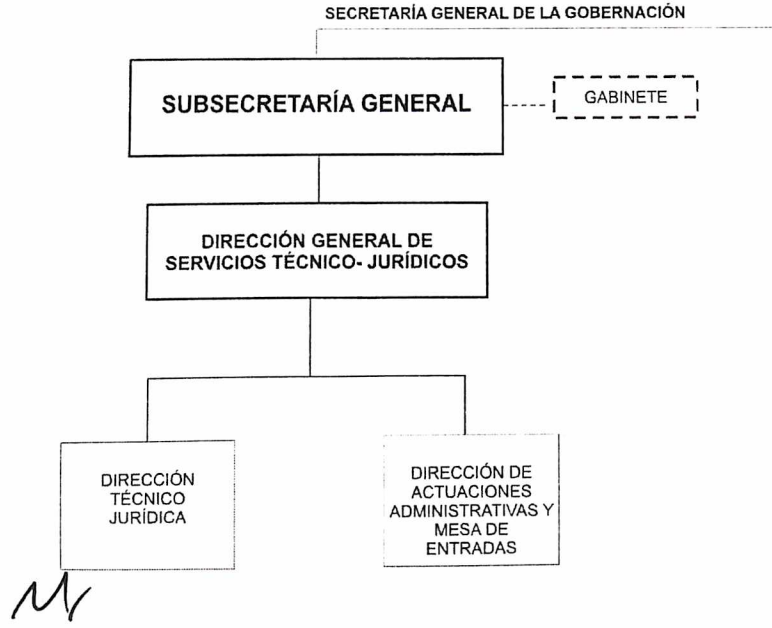 SECRETARÍA GENERAL DE LA GOBERNACIÓN
SUBSECRETARÍA GENERAL
GABINETE
DIRECCIÓN GENERAL DE
SERVICIOS TÉCNICO- JURÍDICOS
DIRECCIÓN
TÉCNICO
JURÍDICA
DIRECCIÓN DE
ACTUACIONES
ADMINISTRATIVAS Y
MESA DE
ENTRADAS